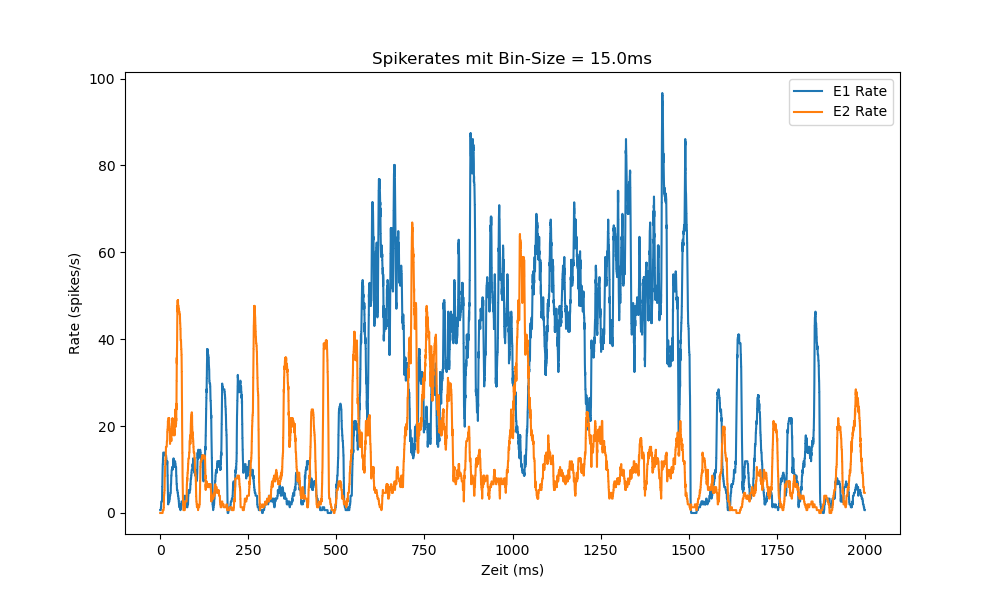 Spikerates mit Bin-Size = 15.0ms
E1 Rate
E2 Rate
Rate (spikes/s)
100
80
60
40
20
0
0 250 500 750 1000 1250 1500 1750 2000
Zeit (ms)